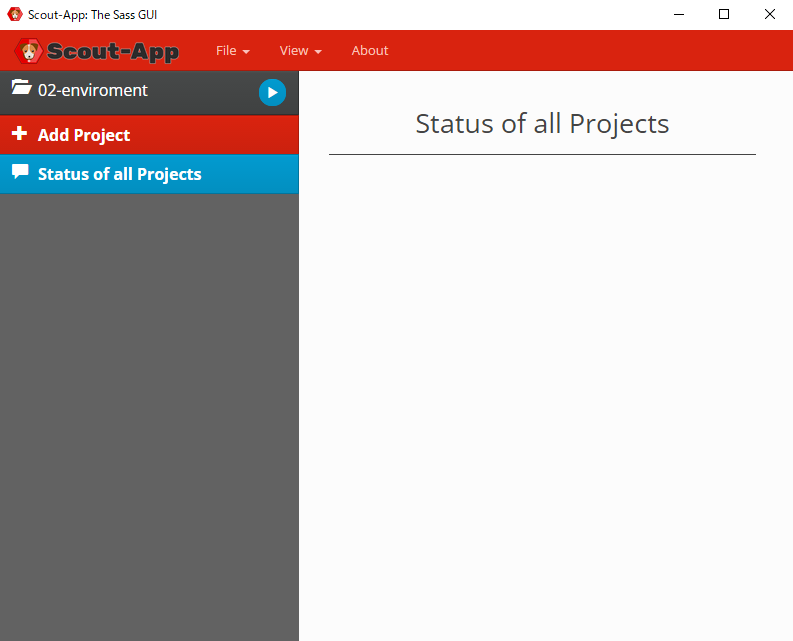 Scout-App: The Sass GUI
Scout-App File View About
02-enviroment
Add Project
Status of all Projects
Status of all Projects